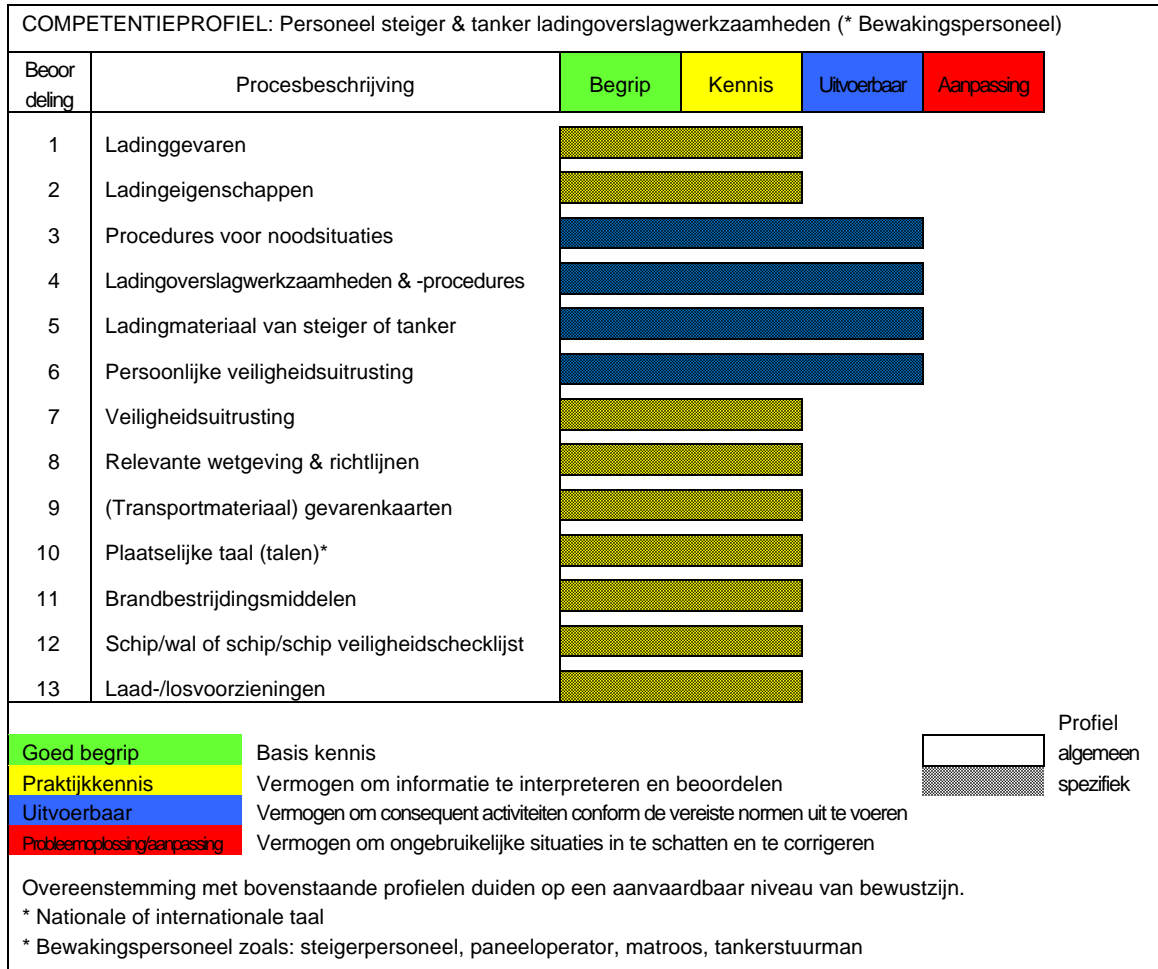 COMPETENTIEPROFIEL: Personeel steiger & tanker ladingoverslagwerkzaamheden (* Bewakingspersoneel)
Beoor
deling
Procesbeschrijving
Begrip
Kennis
Uitvoerbaar
Aanpassing
1 Ladinggevaren
2 Ladingeigenschappen
3 Procedures voor noodsituaties
4 Ladingoverslagwerkzaamheden & -procedures
5 Ladingmateriaal van steiger of tanker
6 Persoonlijke veiligheidsuitrusting
7 Veiligheidsuitrusting
8 Relevante wetgeving & richtlijnen
9 (Transportmateriaal) gevarenkaarten
10 Plaatselijke taal (talen)*
11 Brandbestrijdingsmiddelen
12 Schip/wal of schip/schip veiligheidschecklijst
13 Laad-/losvoorzieningen
Profiel
Goed begrip Basis kennis algemeen
Praktijkkennis Vermogen om informatie te interpreteren en beoordelen spezifiek
Uitvoerbaar Vermogen om consequent activiteiten conform de vereiste normen uit te voeren
Probleemoplossing/aanpassing Vermogen om ongebruikelijke situaties in te schatten en te corrigeren
Overeenstemming met bovenstaande profielen duiden op een aanvaardbaar niveau van bewustzijn.
* Nationale of internationale taal
* Bewakingspersoneel zoals: steigerpersoneel, paneeloperator, matroos, tankerstuurman